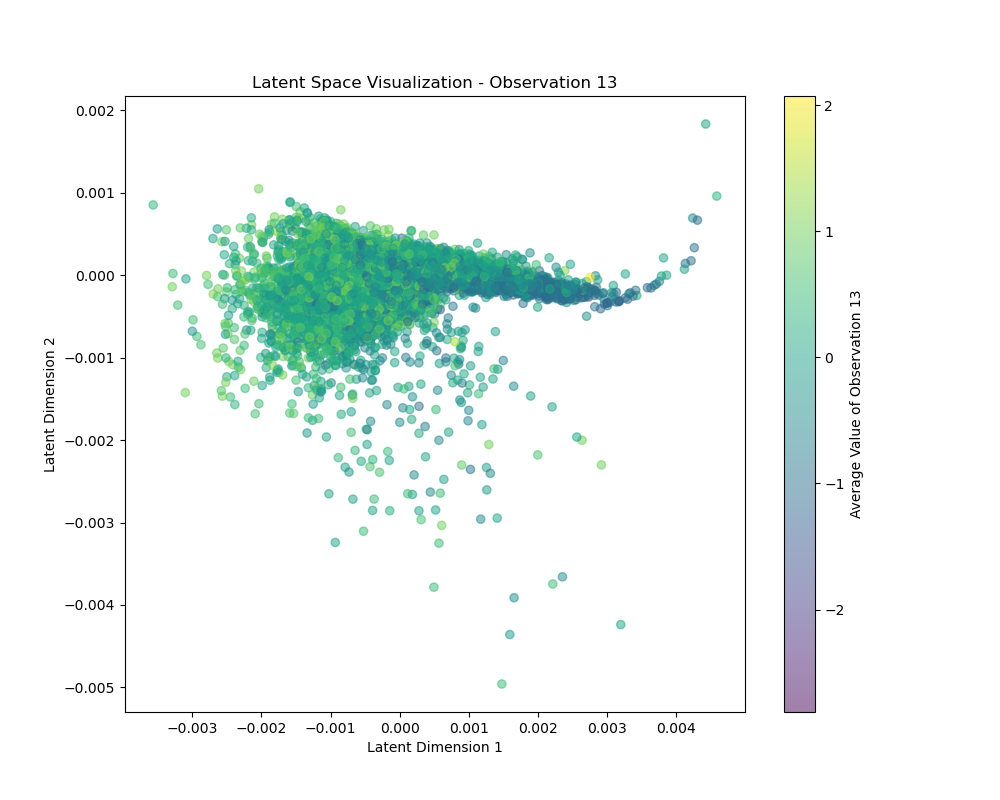 Latent Space Visualization - Observation 13
0.002
0.001
0.000
−0.001
−0.002
−0.003
−0.004
−0.005
Latent Dimension 2
−0.003 −0.002 −0.001 0.000 0.001 0.002 0.003 0.004
Latent Dimension 1
2
1
0
−1
−2
Average Value of Observation 13